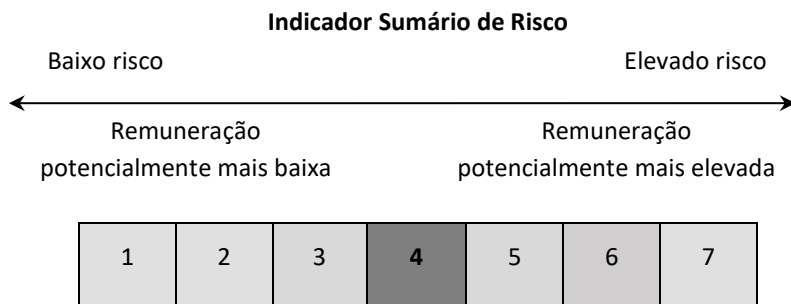 Indicador Sumário de Risco
Baixo risco Elevado risco
Remuneração Remuneração
potencialmente mais baixa potencialmente mais elevada
1 2 3 4 5 6 7